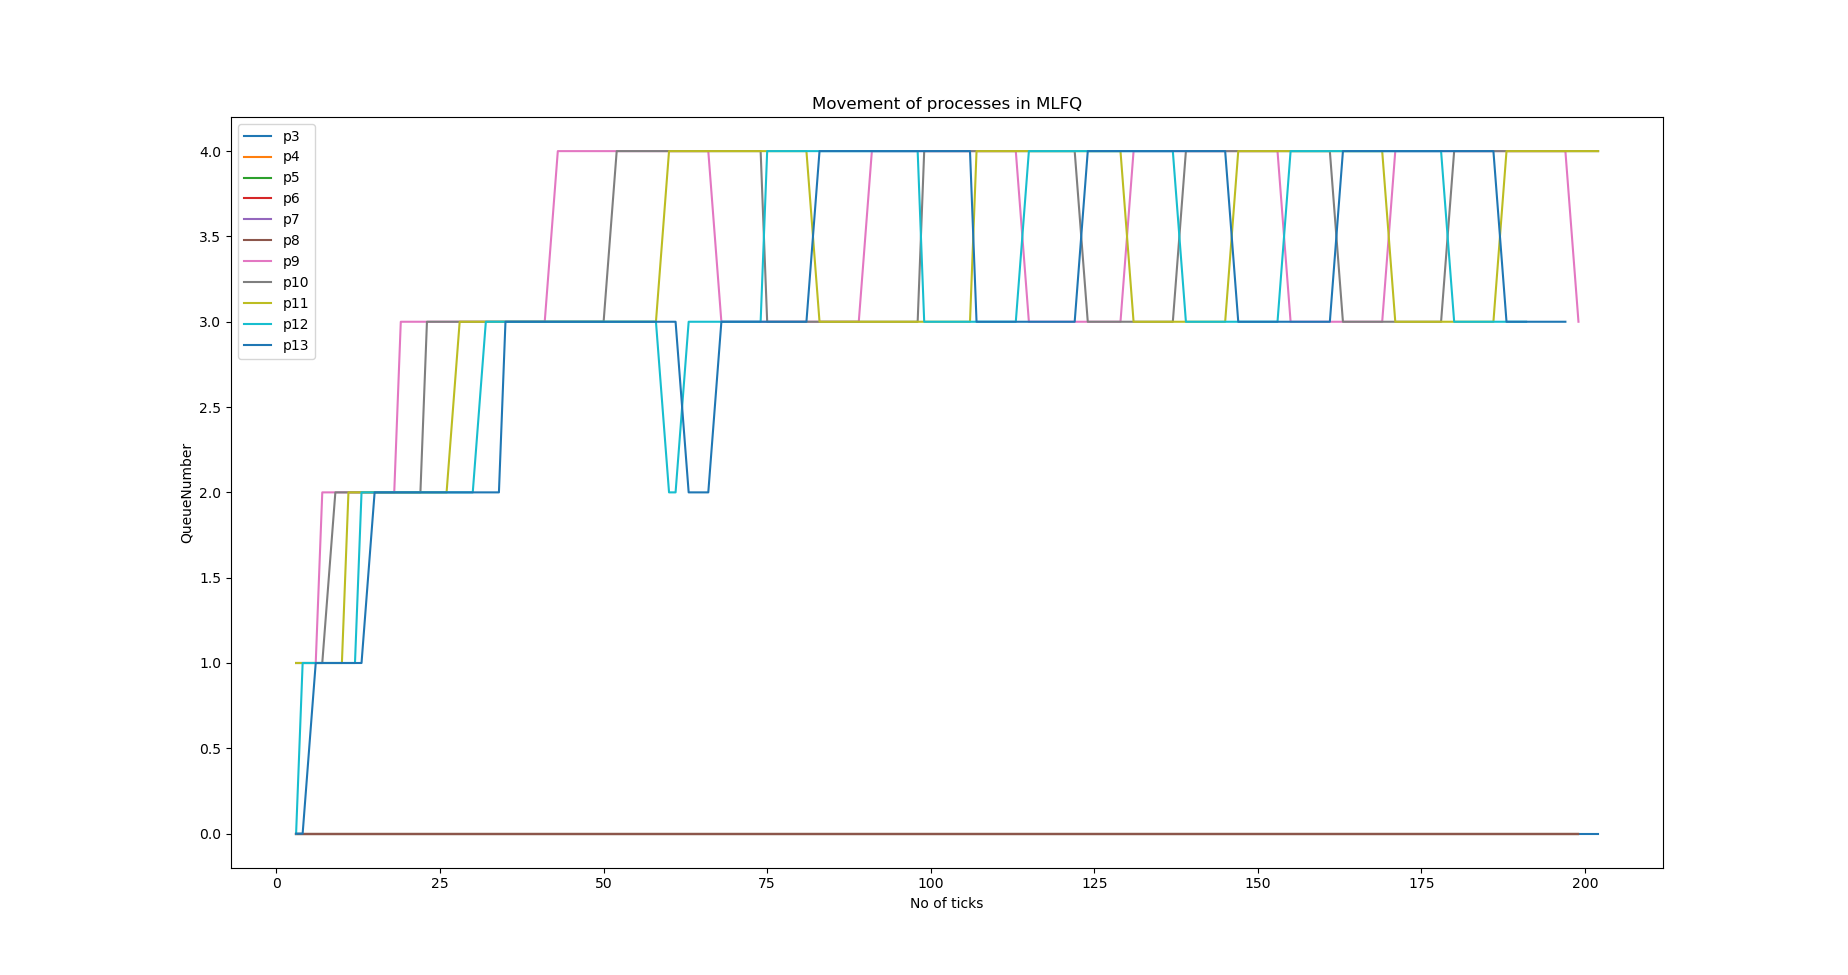 Movement of processes in MLFQ
p3
p4
p5
p6
p7
p8
p9
p10
p11
p12
p13
4.0
3.5
3.0
2.5
2.0
1.5
1.0
0.5
0.0
QueueNumber
0 25 50 75 100 125 150 175 200
No of ticks